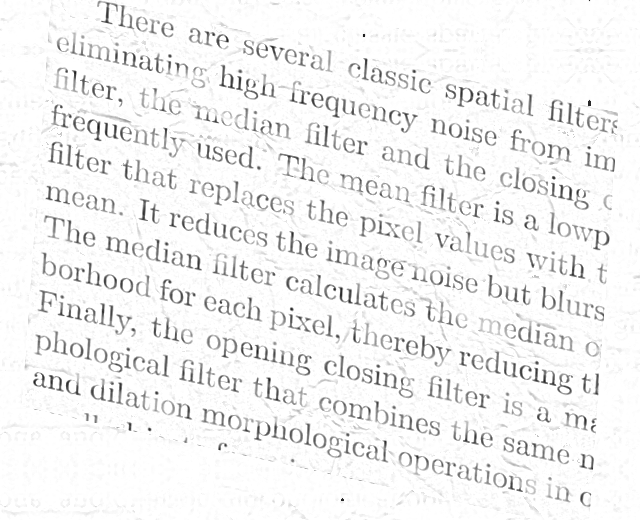 There are several classic spatial filters
eliminating high frequency noise from im
filter, the median filter and the closing
frequently used. The mean filter is a lowp
filter that replaces the pixel values with t
mean. It reduces the image noise but blurs
The median filter calculates the median o
borhood for each pixel, thereby reducing th
Finally, the opening closing filter is a ma
phological filter that combines the same n
and dilation morphological operations in o